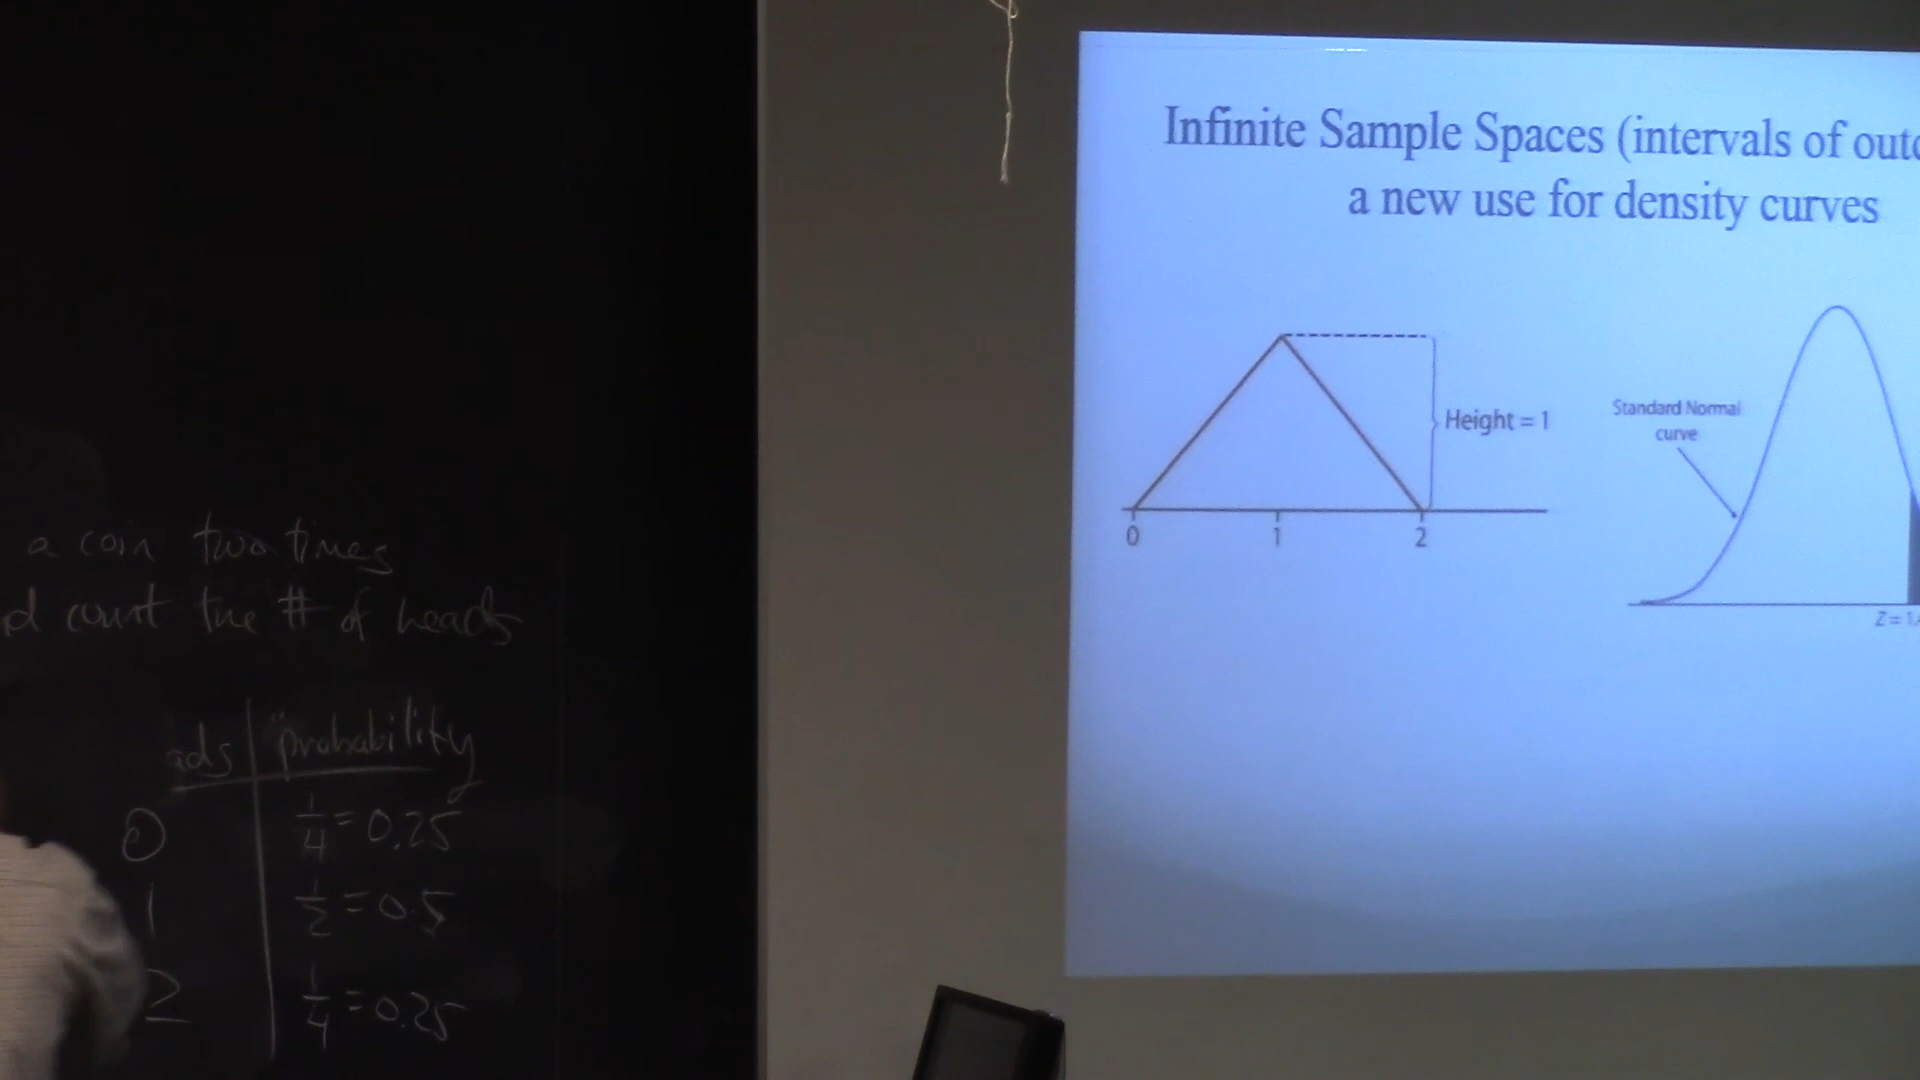 a coin two times
d count the # of heads
ads probability
0 1/4 = 0.25
1 1/2 = 0.5
2 1/4 = 0.25
Infinite Sample Spaces (intervals of outc
a new use for density curves
Height = 1
0 1 2
Standard Normal
curve
Z = 1.